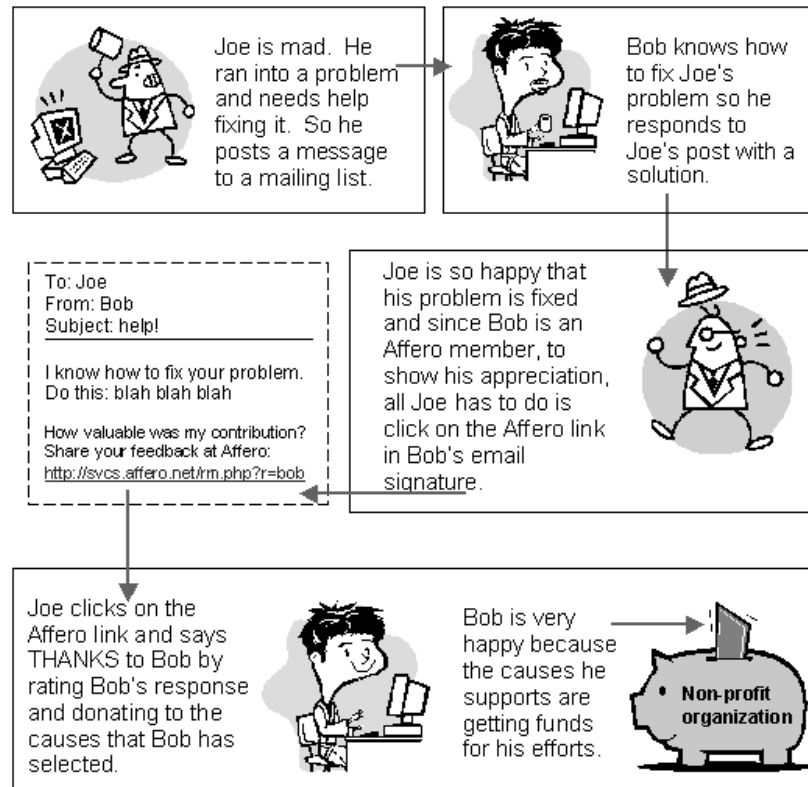 Joe is mad. He
ran into a problem
and needs help
fixing it. So he
posts a message
to a mailing list.
Bob knows how
to fix Joe's
problem so he
responds to
Joe's post with a
solution.
Joe is so happy that
his problem is fixed
and since Bob is an
Affero member, to
show his appreciation,
all Joe has to do is
click on the Affero link
in Bob's email
signature.
To: Joe
From: Bob
Subject: help!
I know how to fix your problem.
Do this: blah blah blah
How valuable was my contribution?
Share your feedback at Affero:
http://svcs.affero.net/rm.php?r=bob
Joe clicks on the
Affero link and says
THANKS to Bob by
rating Bob's response
and donating to the
causes that Bob has
selected.
Bob is very
happy because
the causes he
supports are
getting funds
for his efforts.
Non-profit
organization